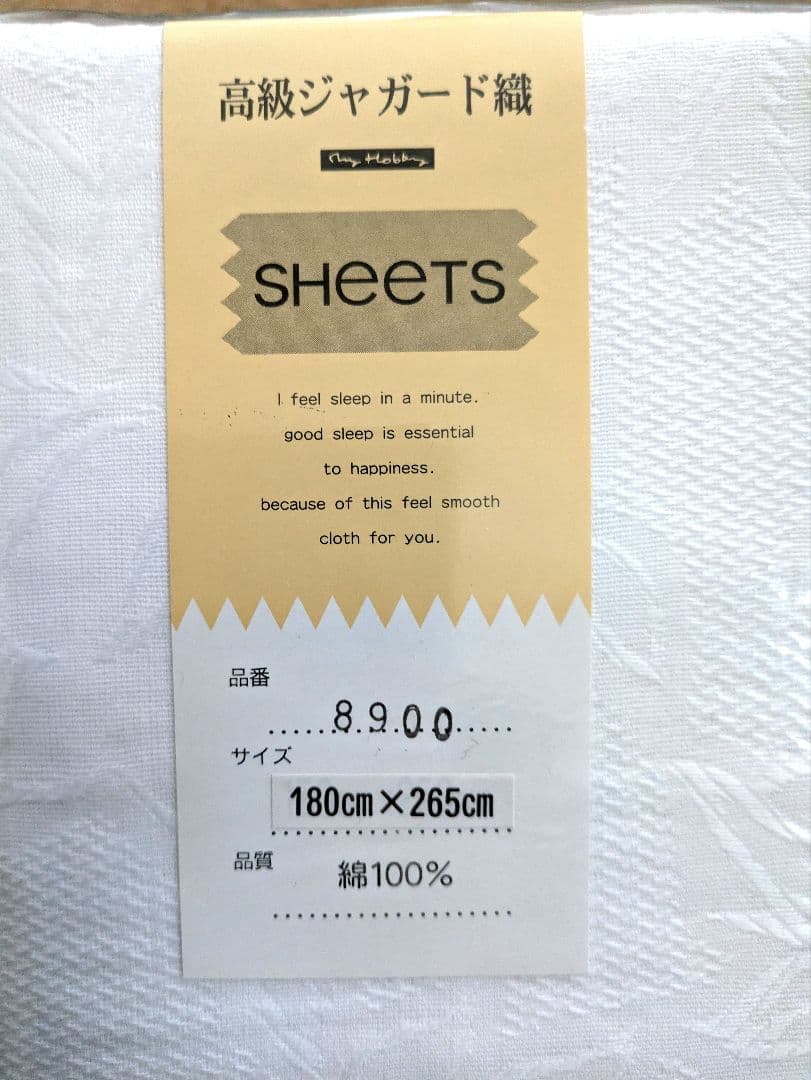 高級ジャガード織
My Hobby
SHeeTS
I feel sleep in a minute.
good sleep is essential
to happiness.
because of this feel smooth
cloth for you.
品番
8900
サイズ
180cm×265cm
品質
綿100%